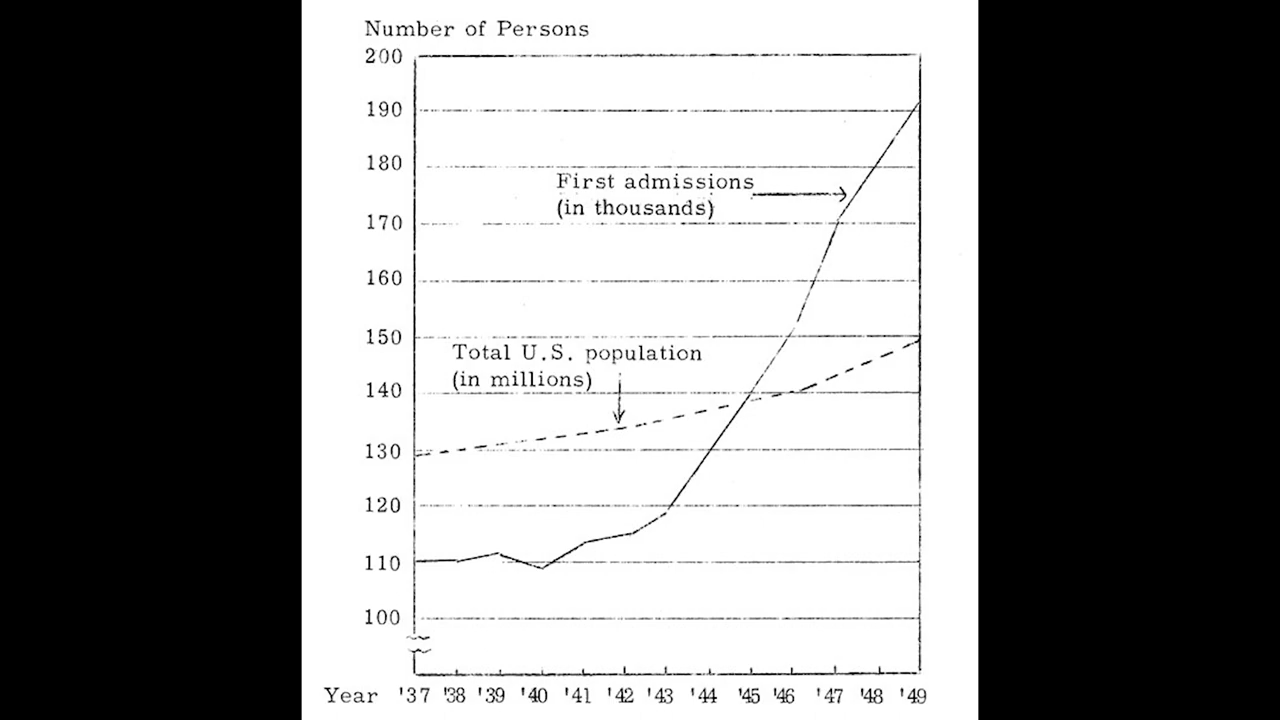 Number of Persons
200
190
180
First admissions
(in thousands)
170
160
150
Total U.S. population
(in millions)
140
130
120
110
100
Year '37 '38 '39 '40 '41 '42 '43 '44 '45 '46 '47 '48 '49